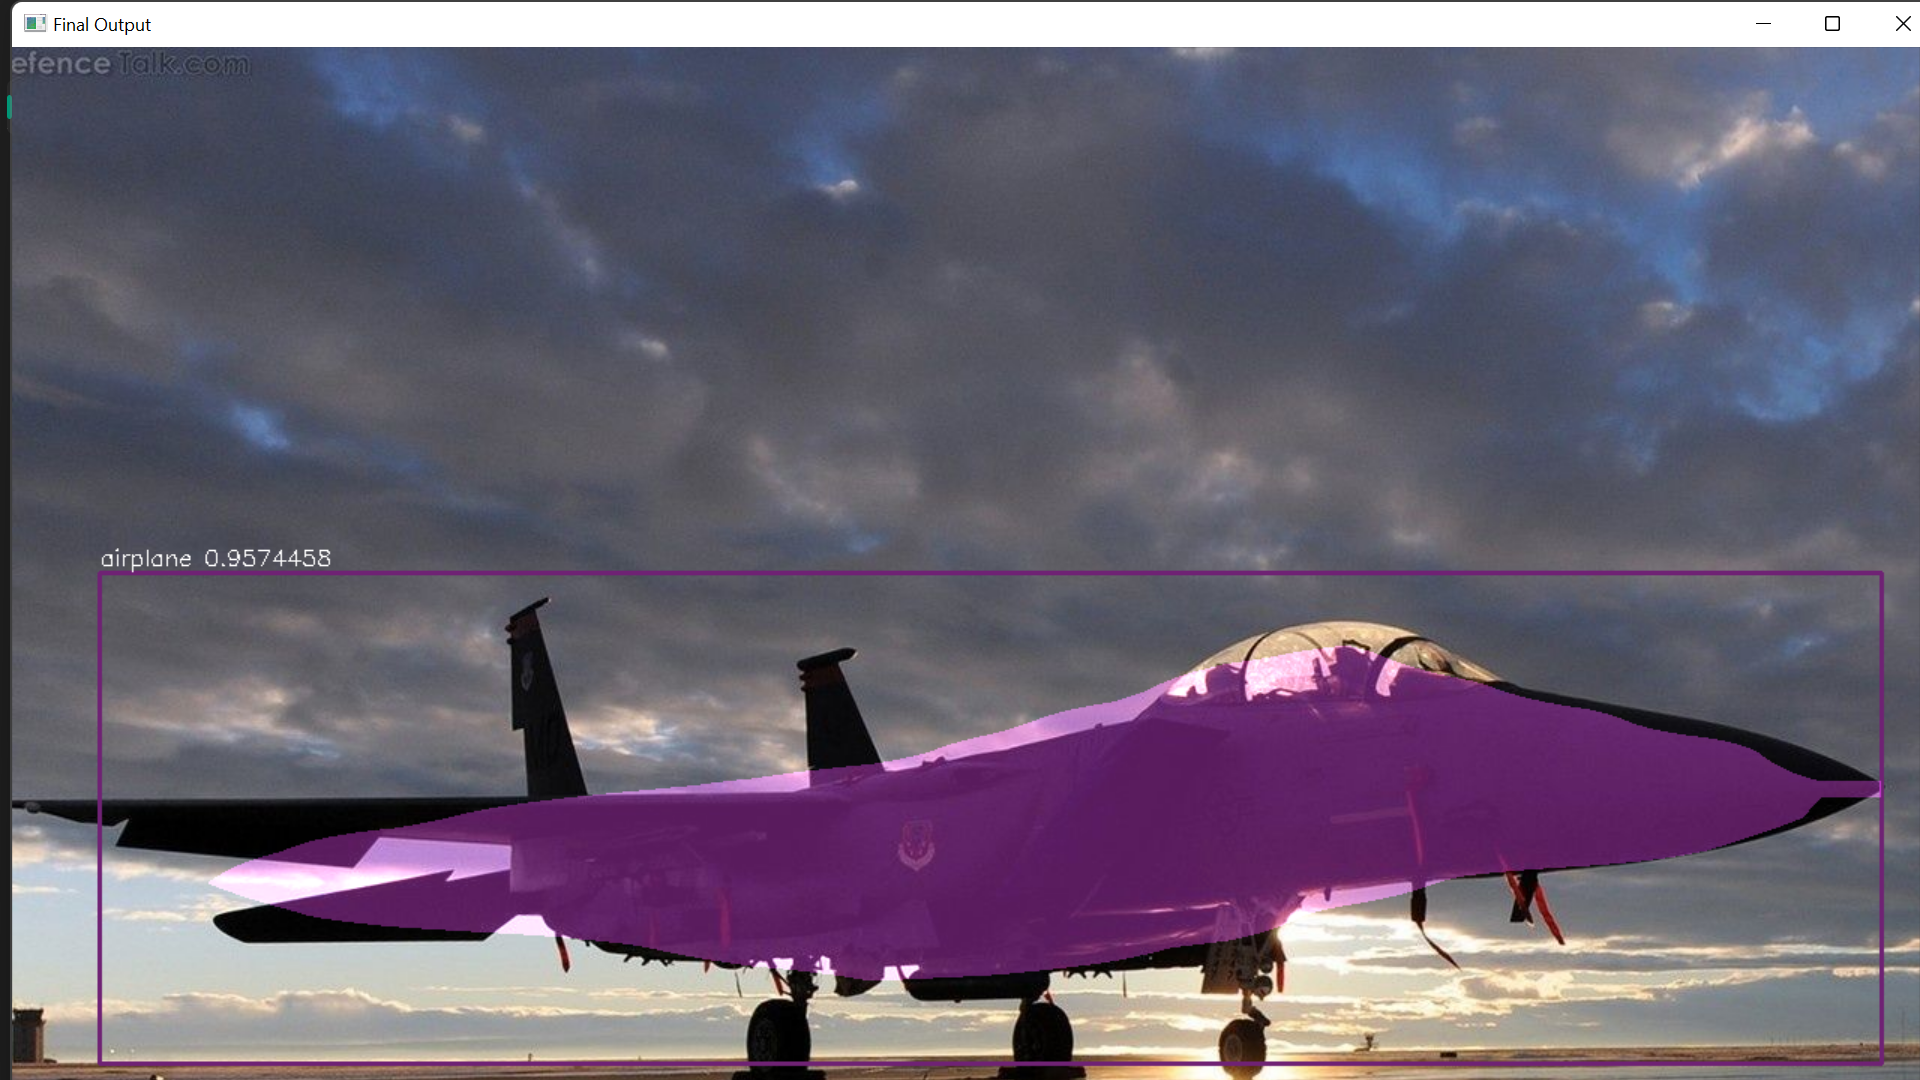 Final Output
efence Talk.com
airplane 0.9574458